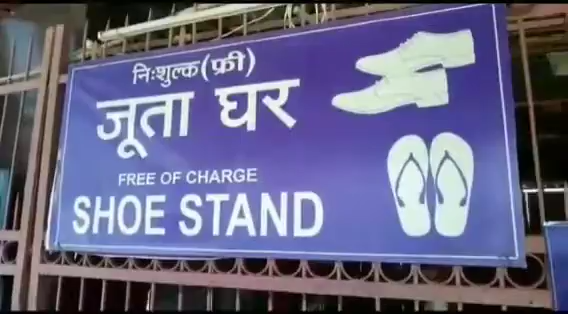 निःशुल्क (फ्री)
जूता घर
FREE OF CHARGE
SHOE STAND